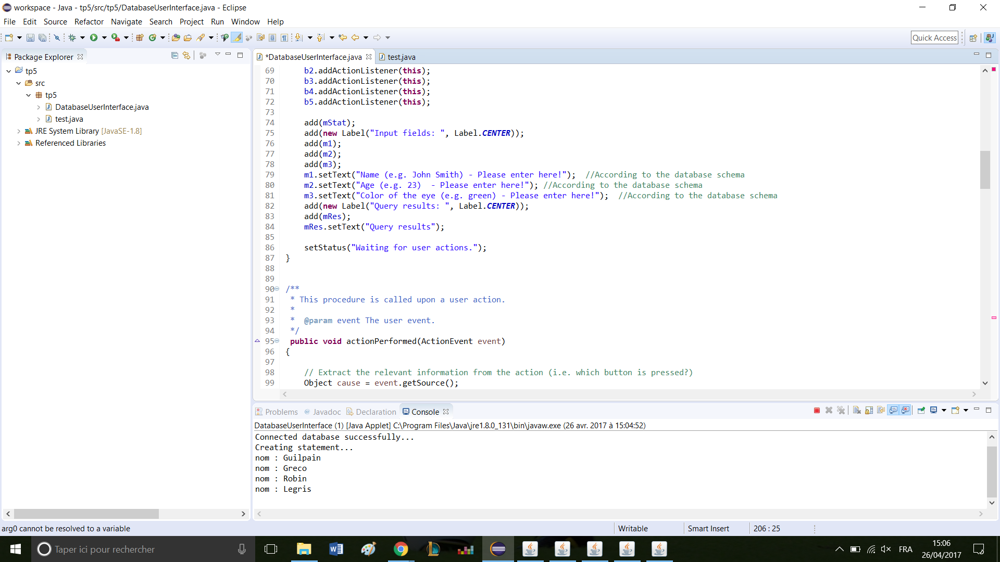 workspace - Java - tp5/src/tp5/DatabaseUserInterface.java - Eclipse
File Edit Source Refactor Navigate Search Project Run Window Help
Quick Access
Package Explorer
tp5
src
tp5
DatabaseUserInterface.java
test.java
JRE System Library [JavaSE-1.8]
Referenced Libraries
*DatabaseUserInterface.java test.java
69 b2.addActionListener(this);
70 b3.addActionListener(this);
71 b4.addActionListener(this);
72 b5.addActionListener(this);
73
74 add(mStat);
75 add(new Label("Input fields: ", Label.CENTER));
76 add(m1);
77 add(m2);
78 add(m3);
79 m1.setText("Name (e.g. John Smith) - Please enter here!");  //According to the database schema
80 m2.setText("Age (e.g. 23)  - Please enter here!"); //According to the database schema
81 m3.setText("Color of the eye (e.g. green) - Please enter here!");  //According to the database schema
82 add(new Label("Query results: ", Label.CENTER));
83 add(mRes);
84 mRes.setText("Query results");
85
86 setStatus("Waiting for user actions.");
87 }
88
89
90 /**
91 * This procedure is called upon a user action.
92 *
93 *  @param event The user event.
94 */
95 public void actionPerformed(ActionEvent event)
96 {
97
98 // Extract the relevant information from the action (i.e. which button is pressed?)
99 Object cause = event.getSource();
Problems @ Javadoc Declaration Console
DatabaseUserInterface (1) [Java Applet] C:\Program Files\Java\jre1.8.0_131\bin\javaw.exe (26 avr. 2017 à 15:04:52)
Connected database successfully...
Creating statement...
nom : Guilpain
nom : Greco
nom : Robin
nom : Legris
arg0 cannot be resolved to a variable
Writable
Smart Insert
206 : 25
Taper ici pour rechercher
FRA
15:06
26/04/2017